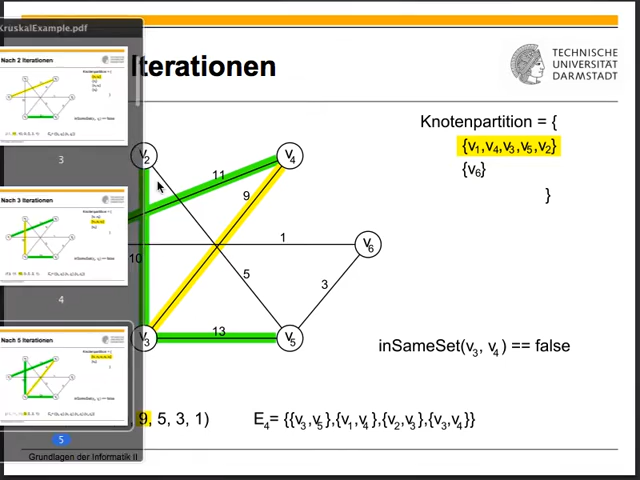 KruskalExample.pdf
Iterationen
TECHNISCHE
UNIVERSITÄT
DARMSTADT
Knotenpartition = {
{v1,v4,v3,v5,v2}
{v6}
}
v2
v4
11
9
1
v6
10
5
3
v3
13
v5
inSameSet(v3, v4) == false
, 9, 5, 3, 1)
E4= {{v3,v5},{v1,v4},{v2,v3},{v3,v4}}
Grundlagen der Informatik II
Nach 2 Iterationen
3
Nach 3 Iterationen
4
Nach 5 Iterationen
5